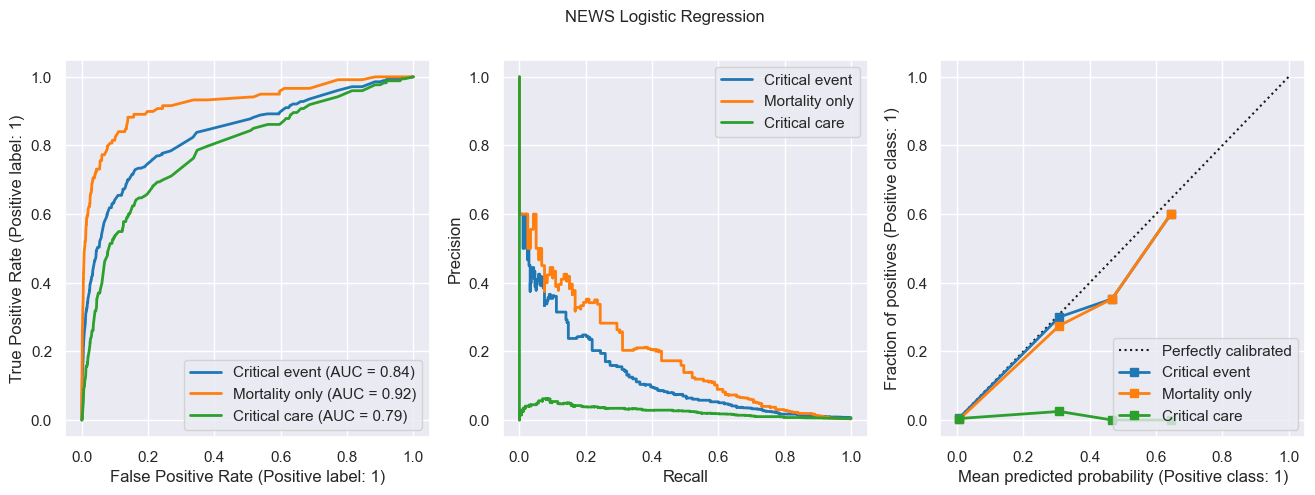 NEWS Logistic Regression
True Positive Rate (Positive label: 1)
1.0
0.8
0.6
0.4
0.2
0.0
Critical event (AUC = 0.84)
Mortality only (AUC = 0.92)
Critical care (AUC = 0.79)
0.0 0.2 0.4 0.6 0.8 1.0
False Positive Rate (Positive label: 1)
Precision
1.0
0.8
0.6
0.4
0.2
0.0
Critical event
Mortality only
Critical care
0.0 0.2 0.4 0.6 0.8 1.0
Recall
Fraction of positives (Positive class: 1)
1.0
0.8
0.6
0.4
0.2
0.0
Perfectly calibrated
Critical event
Mortality only
Critical care
0.0 0.2 0.4 0.6 0.8 1.0
Mean predicted probability (Positive class: 1)